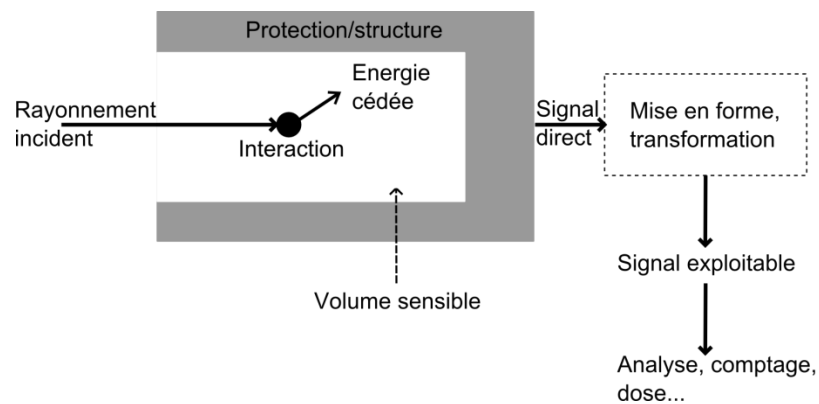 Protection/structure
Energie
cédée
Rayonnement
incident
Interaction
Signal
direct
Mise en forme,
transformation
Volume sensible
Signal exploitable
Analyse, comptage,
dose...